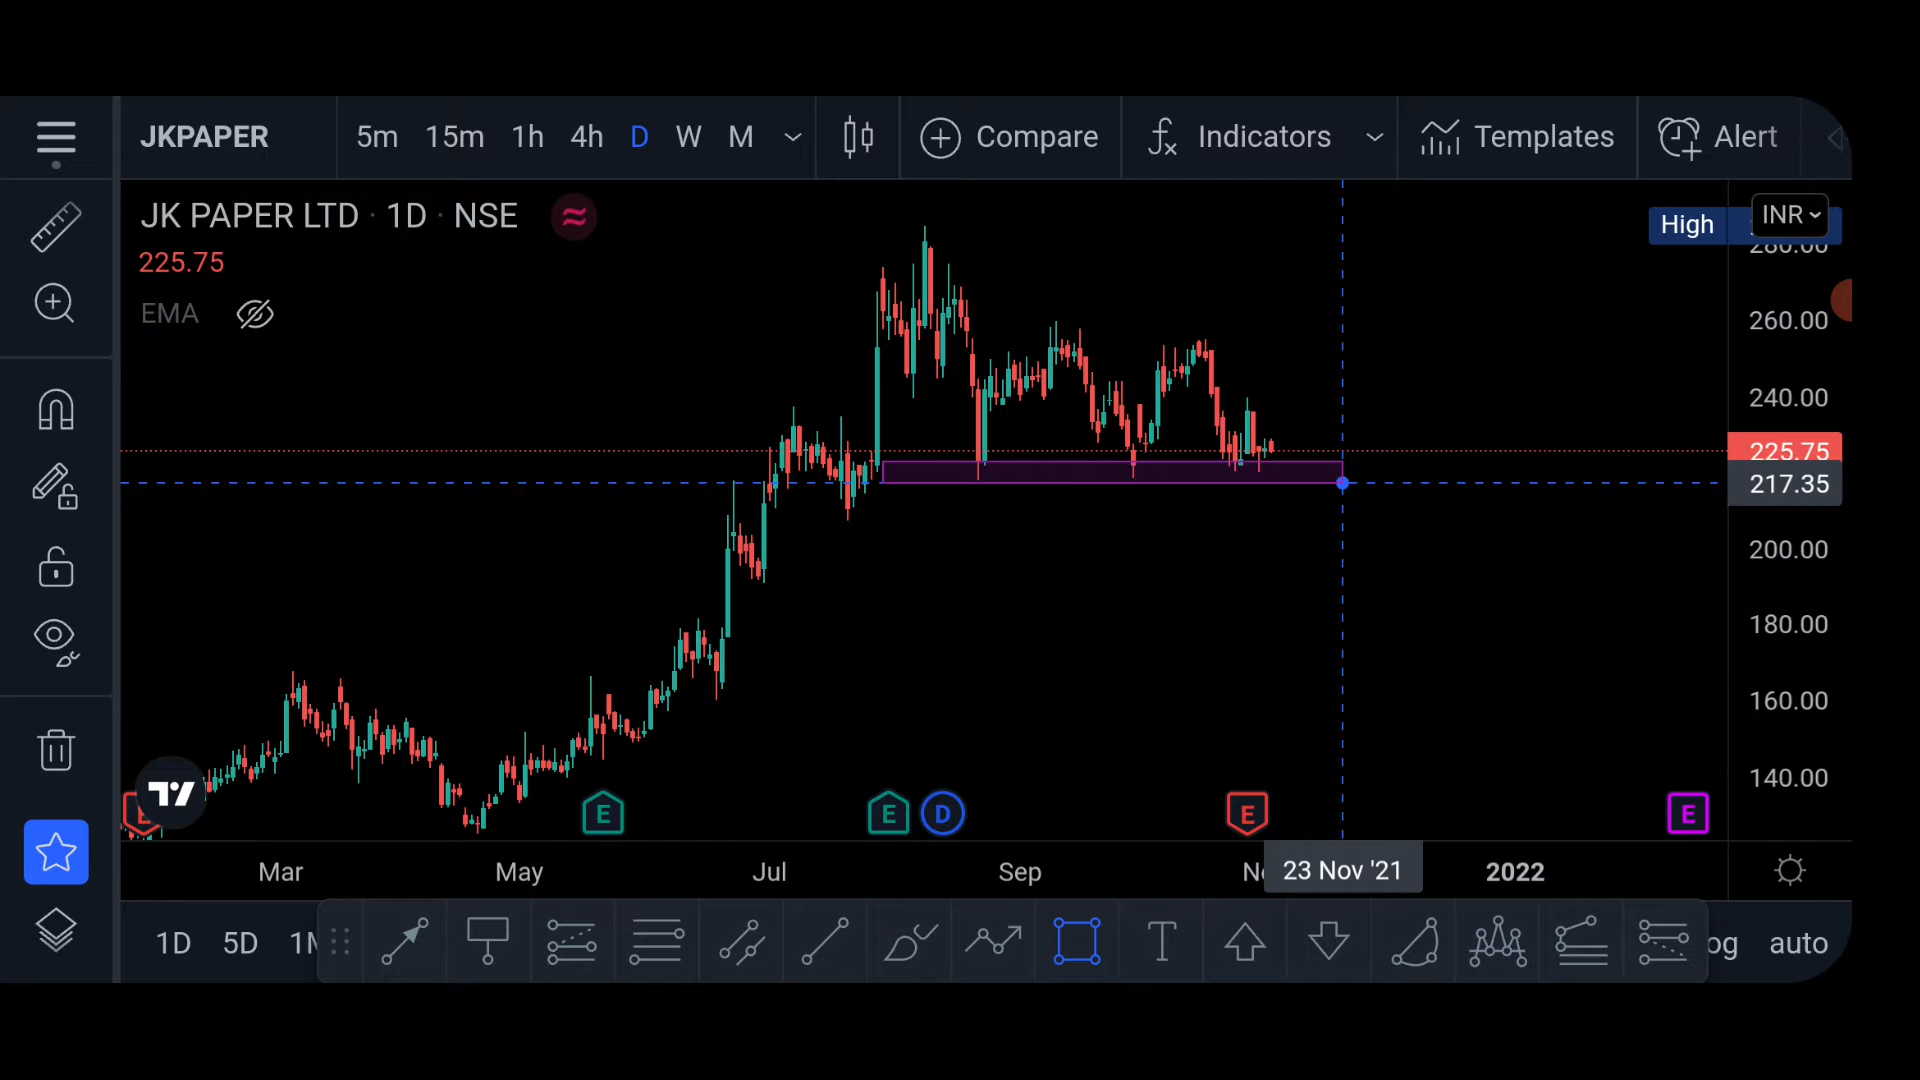 JKPAPER 5m 15m 1h 4h D W M Compare Indicators Templates Alert
JK PAPER LTD · 1D · NSE
High INR
225.75
280.00
EMA
260.00
240.00
225.75
217.35
200.00
180.00
160.00
140.00
E E E D E E
Mar May Jul Sep 23 Nov '21 2022
1D 5D T auto